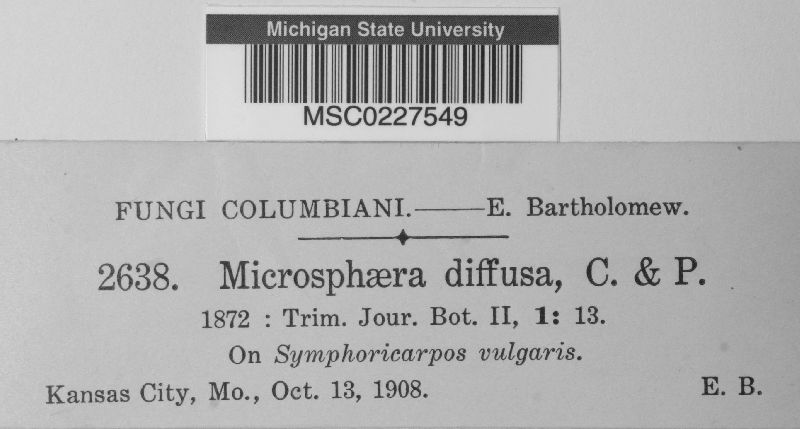 Michigan State University
MSC0227549
FUNGI COLUMBIANI.——E. Bartholomew.
2638. Microsphæra diffusa, C. & P.
1872 : Trim. Jour. Bot. II, 1: 13.
On Symphoricarpos vulgaris.
Kansas City, Mo., Oct. 13, 1908. E. B.